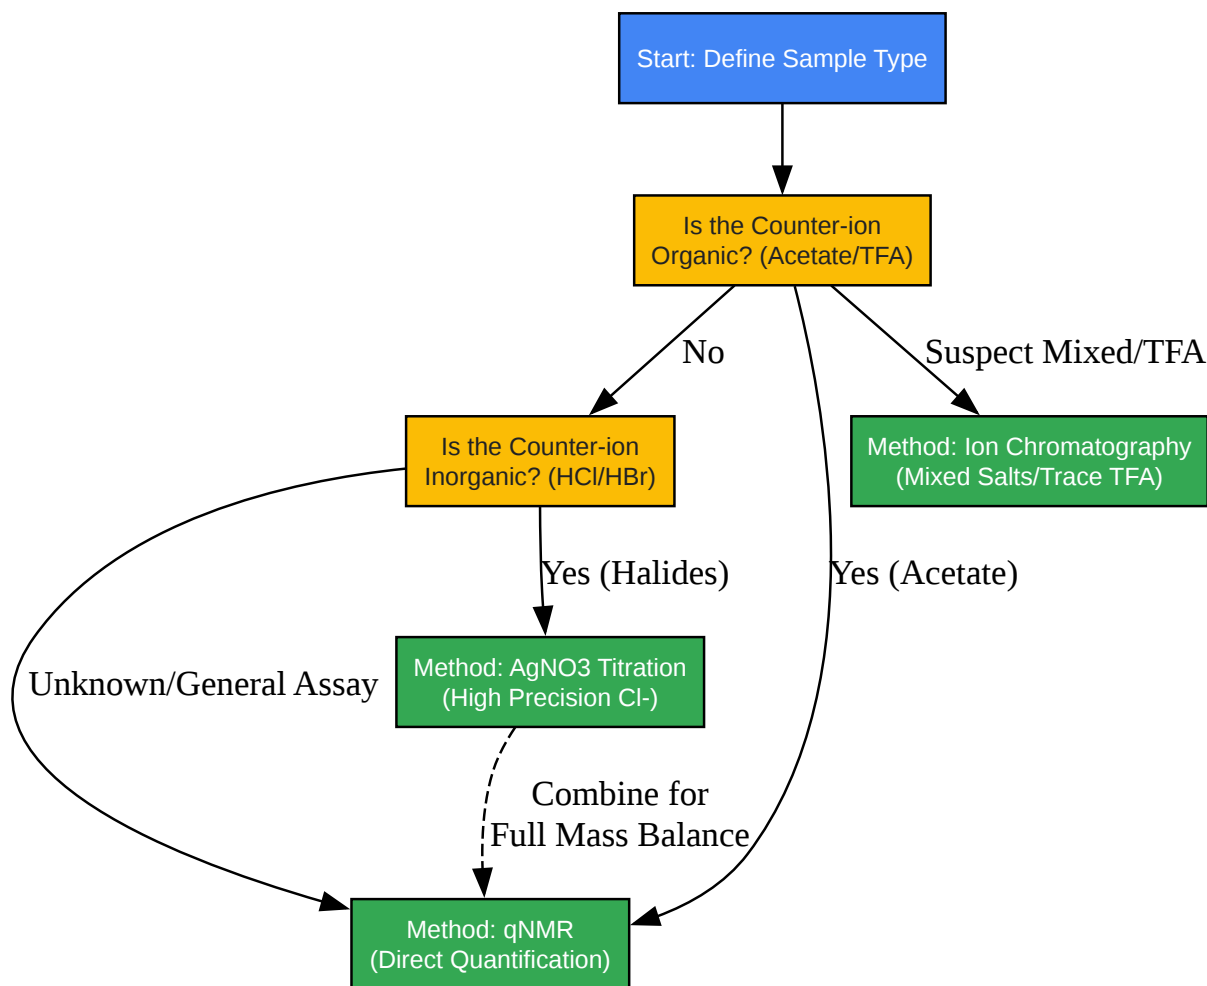 Start: Define Sample Type
Is the Counter-ion
Organic? (Acetate/TFA)
No
Suspect Mixed/TFA
Is the Counter-ion
Inorganic? (HCl/HBr)
Method: Ion Chromatography
(Mixed Salts/Trace TFA)
Yes (Halides)
Yes (Acetate)
Unknown/General Assay
Method: AgNO3 Titration
(High Precision Cl-)
Combine for
Full Mass Balance
Method: qNMR
(Direct Quantification)